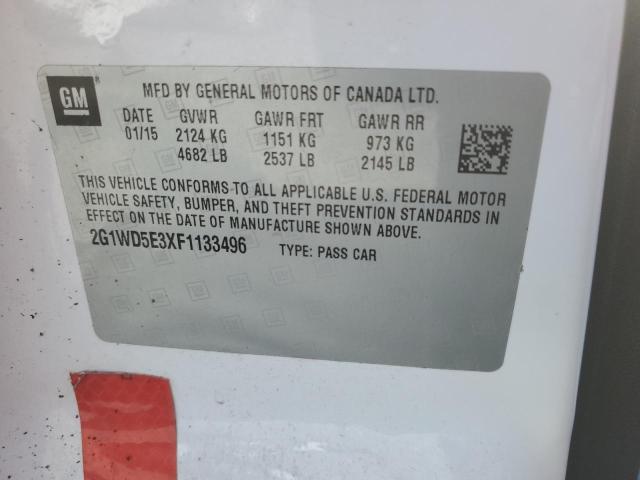 GM
MFD BY GENERAL MOTORS OF CANADA LTD.
DATE GVWR GAWR FRT GAWR RR
01/15 2124 KG 1151 KG 973 KG
4682 LB 2537 LB 2145 LB
THIS VEHICLE CONFORMS TO ALL APPLICABLE U.S. FEDERAL MOTOR
VEHICLE SAFETY, BUMPER, AND THEFT PREVENTION STANDARDS IN
EFFECT ON THE DATE OF MANUFACTURE SHOWN ABOVE.
2G1WD5E3XF1133496 TYPE: PASS CAR